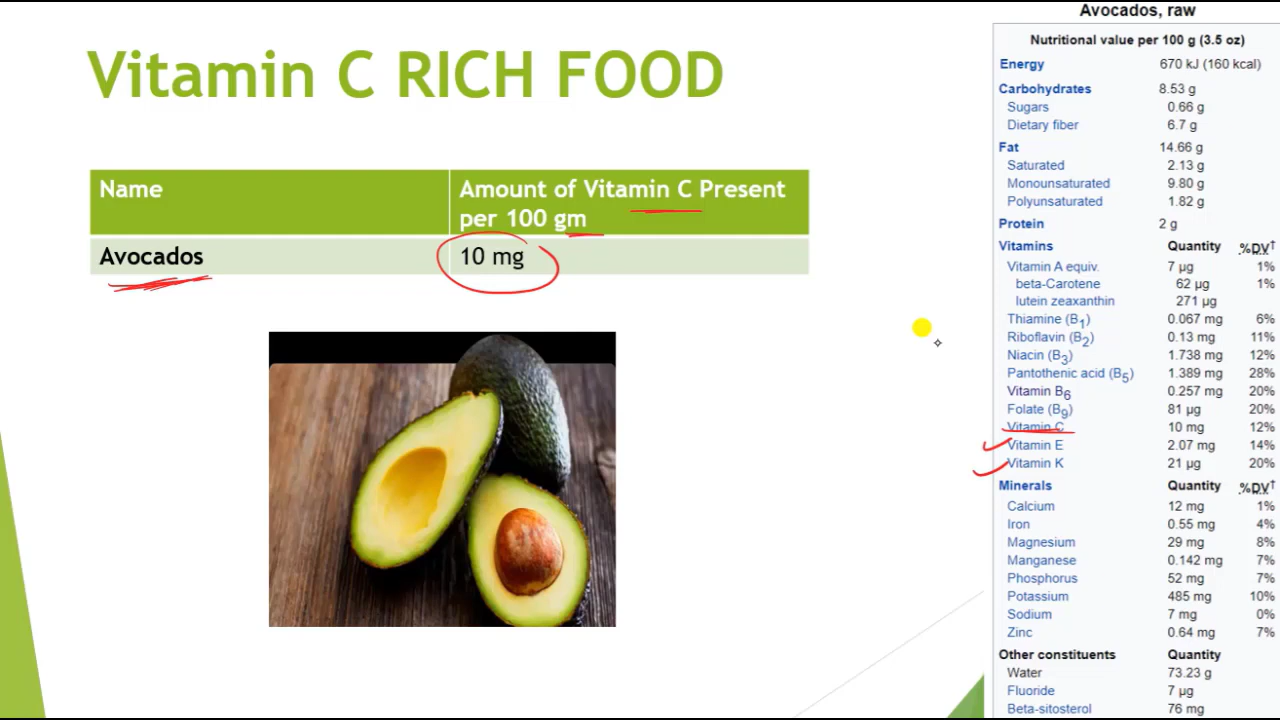 Vitamin C RICH FOOD
Name
Amount of Vitamin C Present
per 100 gm
Avocados
10 mg
Avocados, raw
Nutritional value per 100 g (3.5 oz)
Energy 670 kJ (160 kcal)
Carbohydrates 8.53 g
Sugars 0.66 g
Dietary fiber 6.7 g
Fat 14.66 g
Saturated 2.13 g
Monounsaturated 9.80 g
Polyunsaturated 1.82 g
Protein 2 g
Vitamins Quantity %DV†
Vitamin A equiv. 7 μg 1%
beta-Carotene 62 μg 1%
lutein zeaxanthin 271 μg
Thiamine (B1) 0.067 mg 6%
Riboflavin (B2) 0.13 mg 11%
Niacin (B3) 1.738 mg 12%
Pantothenic acid (B5) 1.389 mg 28%
Vitamin B6 0.257 mg 20%
Folate (B9) 81 μg 20%
Vitamin C 10 mg 12%
Vitamin E 2.07 mg 14%
Vitamin K 21 μg 20%
Minerals Quantity %DV†
Calcium 12 mg 1%
Iron 0.55 mg 4%
Magnesium 29 mg 8%
Manganese 0.142 mg 7%
Phosphorus 52 mg 7%
Potassium 485 mg 10%
Sodium 7 mg 0%
Zinc 0.64 mg 7%
Other constituents Quantity
Water 73.23 g
Fluoride 7 μg
Beta-sitosterol 76 mg